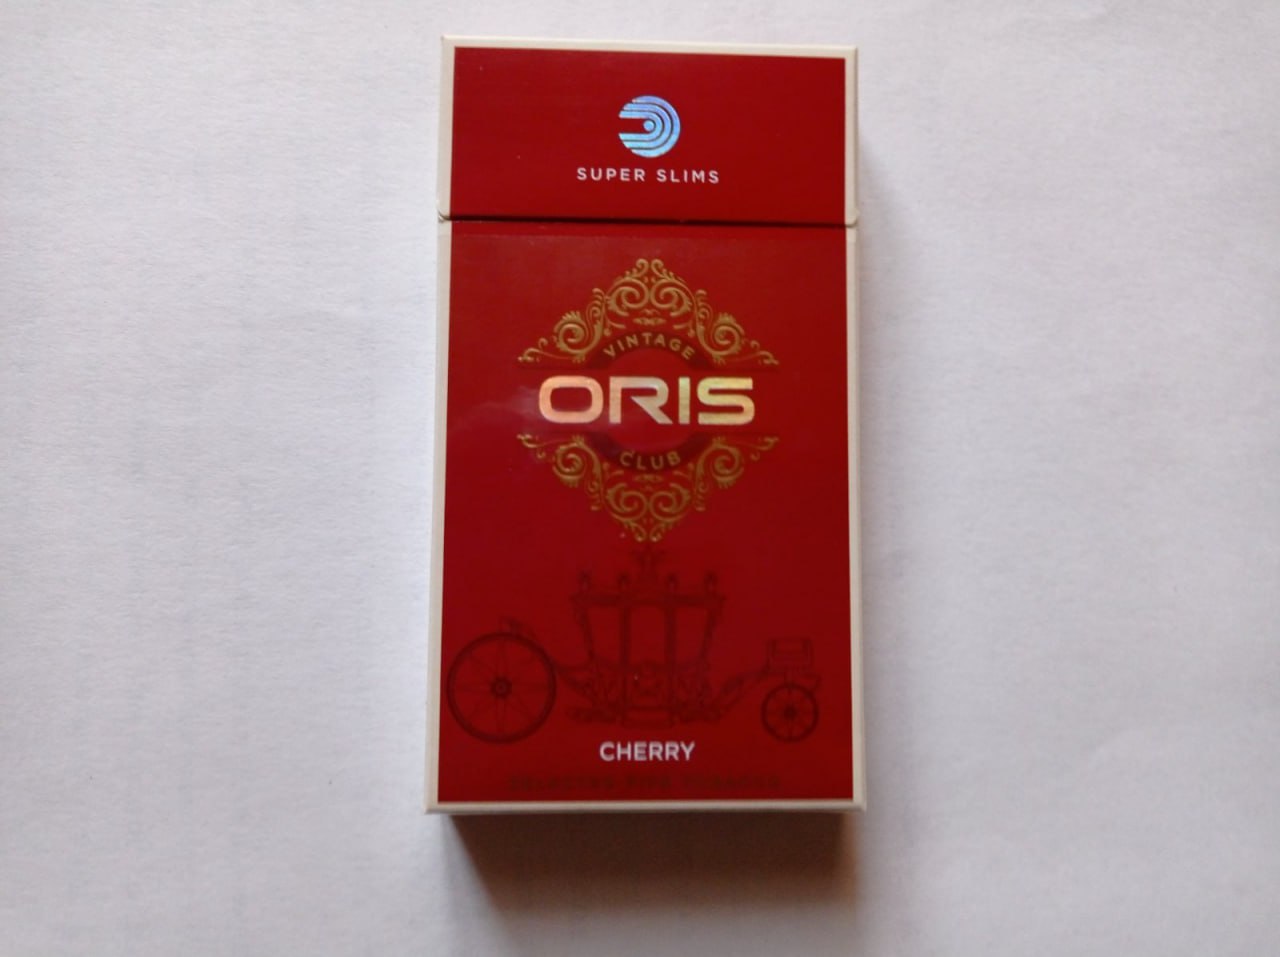 SUPER SLIMS
VINTAGE
ORIS
CLUB
CHERRY